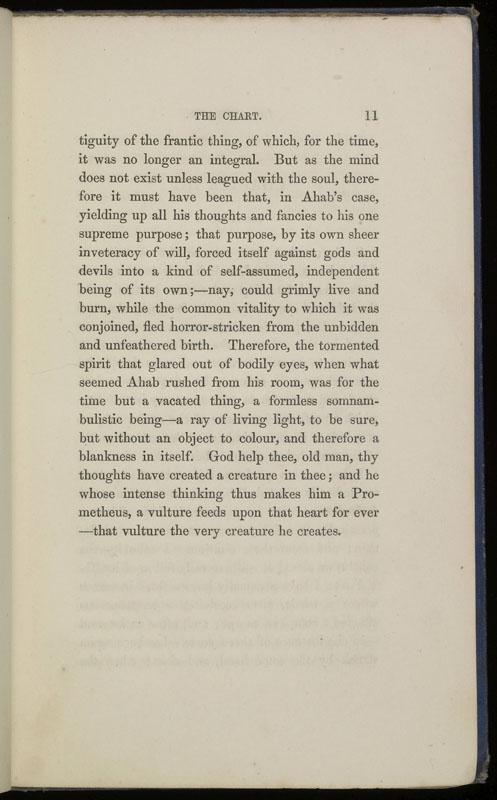 THE CHART. 11
tiguity of the frantic thing, of which, for the time,
it was no longer an integral. But as the mind
does not exist unless leagued with the soul, there-
fore it must have been that, in Ahab's case,
yielding up all his thoughts and fancies to his one
supreme purpose; that purpose, by its own sheer
inveteracy of will, forced itself against gods and
devils into a kind of self-assumed, independent
being of its own;—nay, could grimly live and
burn, while the common vitality to which it was
conjoined, fled horror-stricken from the unbidden
and unfeathered birth. Therefore, the tormented
spirit that glared out of bodily eyes, when what
seemed Ahab rushed from his room, was for the
time but a vacated thing, a formless somnam-
bulistic being—a ray of living light, to be sure,
but without an object to colour, and therefore a
blankness in itself. God help thee, old man, thy
thoughts have created a creature in thee; and he
whose intense thinking thus makes him a Pro-
metheus, a vulture feeds upon that heart for ever
—that vulture the very creature he creates.